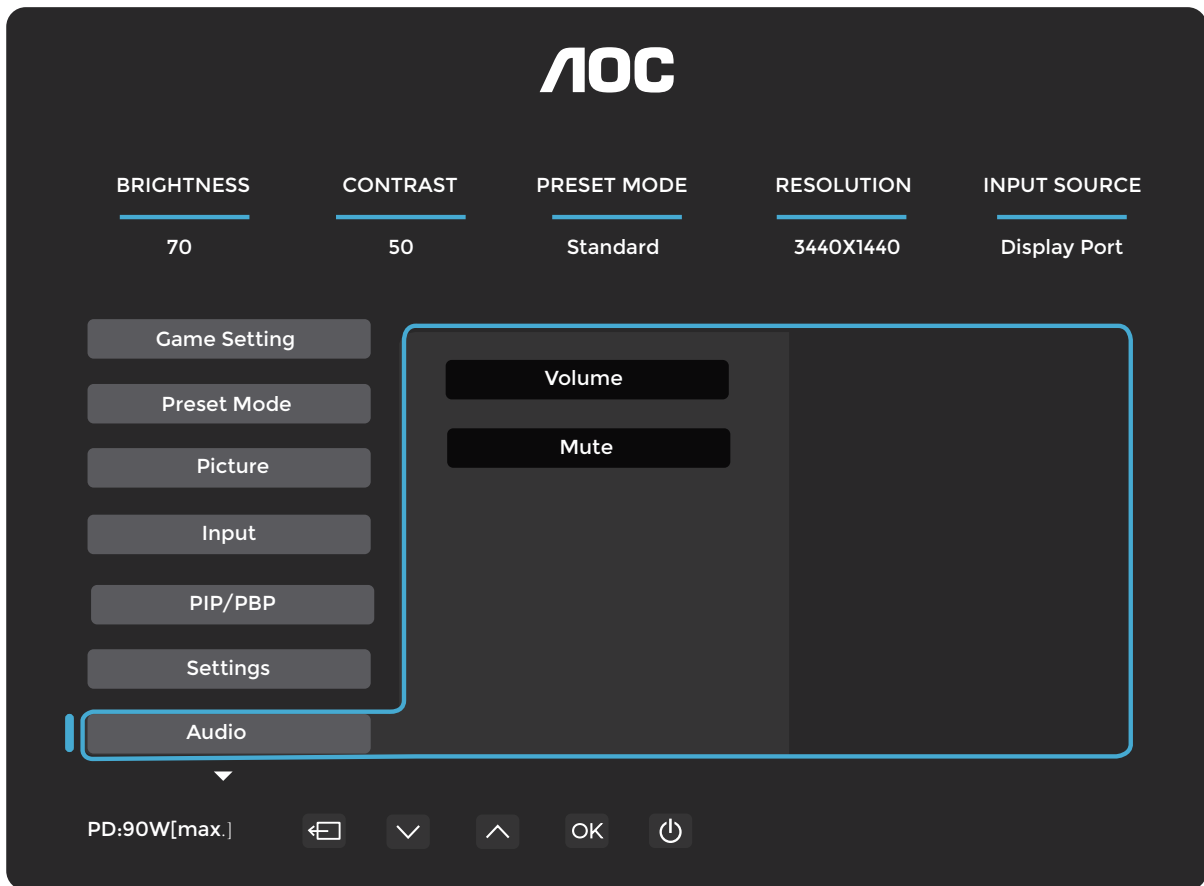 AOC
BRIGHTNESS CONTRAST PRESET MODE RESOLUTION INPUT SOURCE
70 50 Standard 3440X1440 Display Port
Game Setting
Preset Mode
Picture
Input
PIP/PBP
Settings
Audio
Volume
Mute
PD:90W[max.] OK